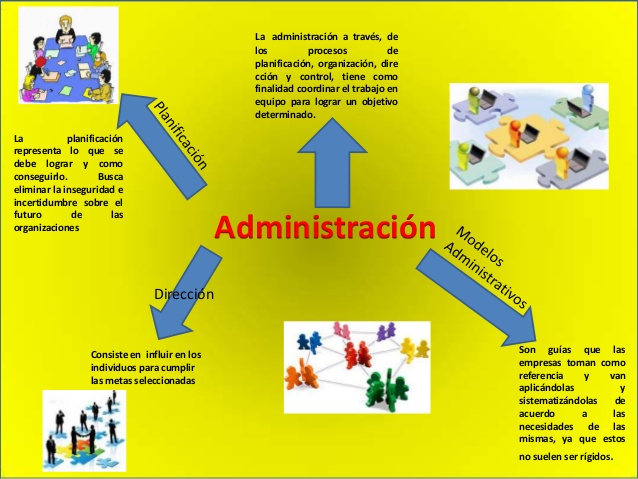 La administración a través, de
los procesos de
planificación, organización, dire
cción y control, tiene como
finalidad coordinar el trabajo en
equipo para lograr un objetivo
determinado.
Planificación
La planificación
representa lo que se
debe lograr y como
conseguirlo. Busca
eliminar la inseguridad e
incertidumbre sobre el
futuro de las
organizaciones
Administración
Modelos
Administrativos
Dirección
Consiste en influir en los
individuos para cumplir
las metas seleccionadas
Son guías que las
empresas toman como
referencia y van
aplicándolas y
sistematizándolas de
acuerdo a las
necesidades de las
mismas, ya que estos
no suelen ser rígidos.